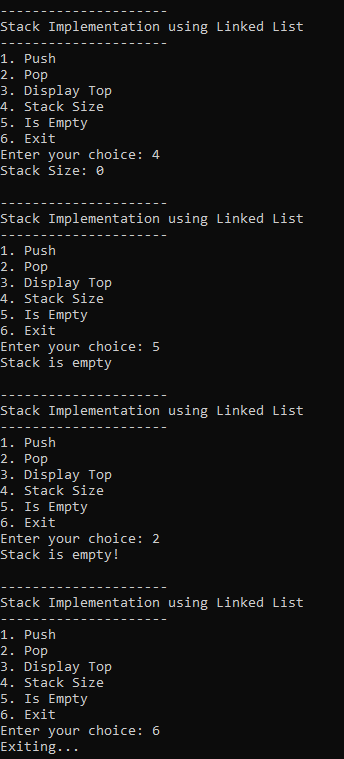 ---------------------
Stack Implementation using Linked List
---------------------
1. Push
2. Pop
3. Display Top
4. Stack Size
5. Is Empty
6. Exit
Enter your choice: 4
Stack Size: 0

---------------------
Stack Implementation using Linked List
---------------------
1. Push
2. Pop
3. Display Top
4. Stack Size
5. Is Empty
6. Exit
Enter your choice: 5
Stack is empty

---------------------
Stack Implementation using Linked List
---------------------
1. Push
2. Pop
3. Display Top
4. Stack Size
5. Is Empty
6. Exit
Enter your choice: 2
Stack is empty!

---------------------
Stack Implementation using Linked List
---------------------
1. Push
2. Pop
3. Display Top
4. Stack Size
5. Is Empty
6. Exit
Enter your choice: 6
Exiting...